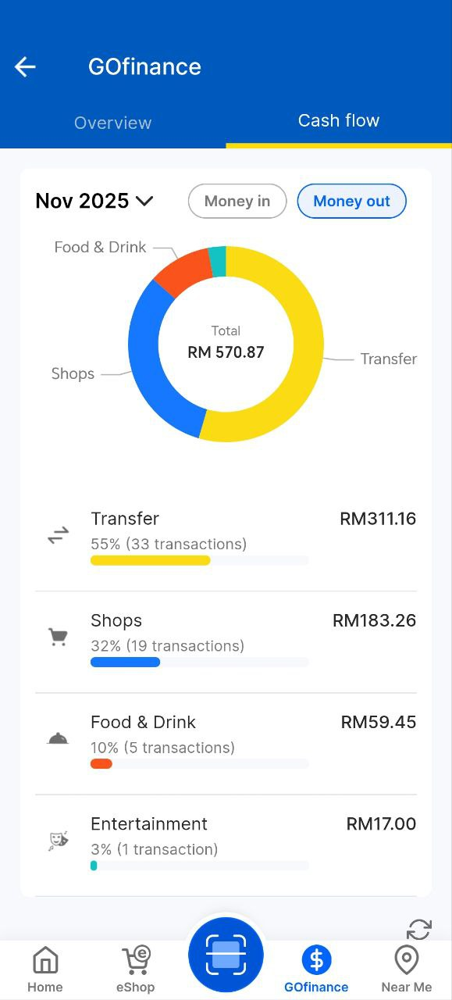 GOfinance
Overview
Cash flow
Nov 2025
Money in
Money out
Food & Drink
Total
RM 570.87
Transfer
Shops
Transfer
RM311.16
55% (33 transactions)
Shops
RM183.26
32% (19 transactions)
Food & Drink
RM59.45
10% (5 transactions)
Entertainment
RM17.00
3% (1 transaction)
e
$
Home
eShop
GOfinance
Near Me